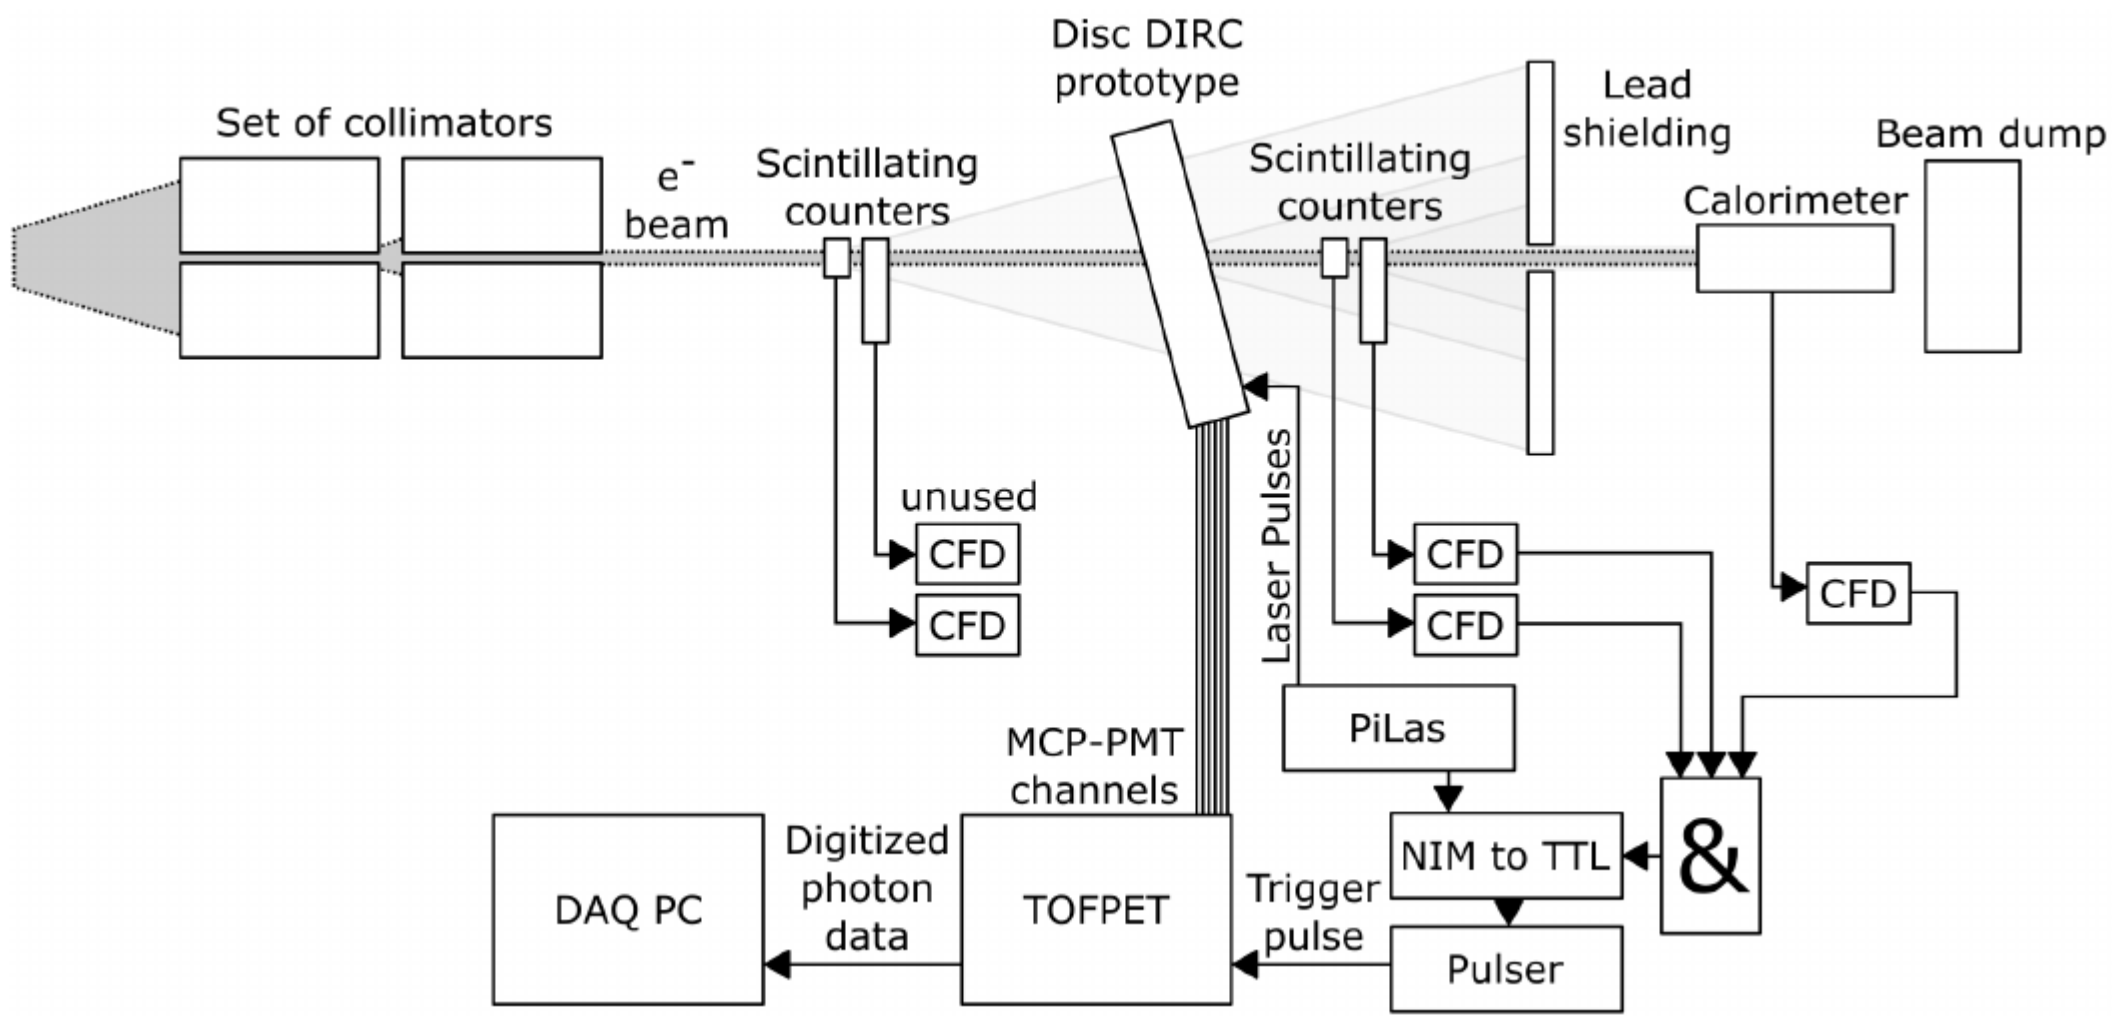 Disc DIRC
prototype
Set of collimators
e-
beam
Scintillating
counters
Scintillating
counters
Lead
shielding
Beam dump
Calorimeter
unused
CFD
CFD
Laser Pulses
CFD
CFD
CFD
PiLas
MCP-PMT
channels
NIM to TTL
&
DAQ PC
Digitized
photon
data
TOFPET
Trigger
pulse
Pulser